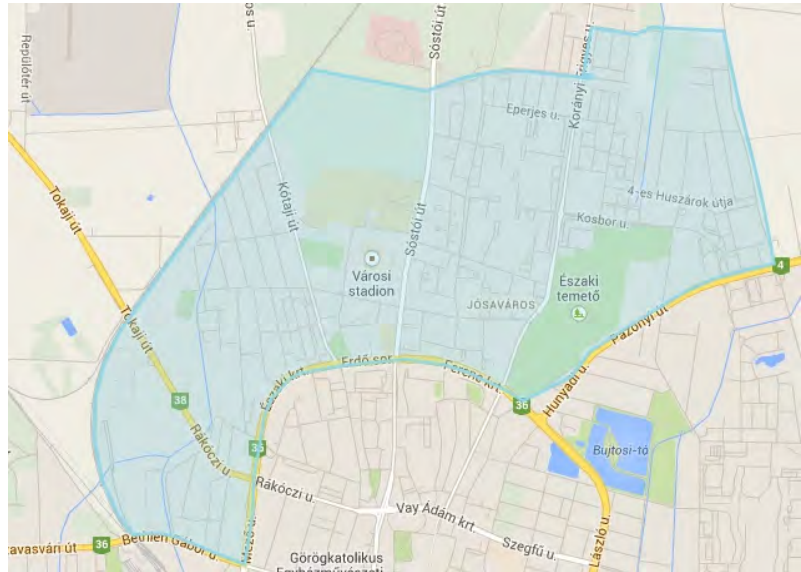 Repülőtér út
Sóstói út
Korányi Frigyes u.
Eperjes u.
Tokaji út
Kótaji út
4-es Huszárok útja
Kosbor u.
Sóstói út
Városi
stadion
Északi
temető
4
JÓSAVÁROS
Tokaji út
Pazonyi út
Erdő sor
Ferenc krt.
Északi krt.
38
36
Hunyadi u.
Rákóczi u.
Bujtosi-tó
Rákóczi u.
Vay Ádám krt.
36
tavasvári út
Bethlen Gábor u.
Mező u.
Szegfű u.
László u.
Görögkatolikus